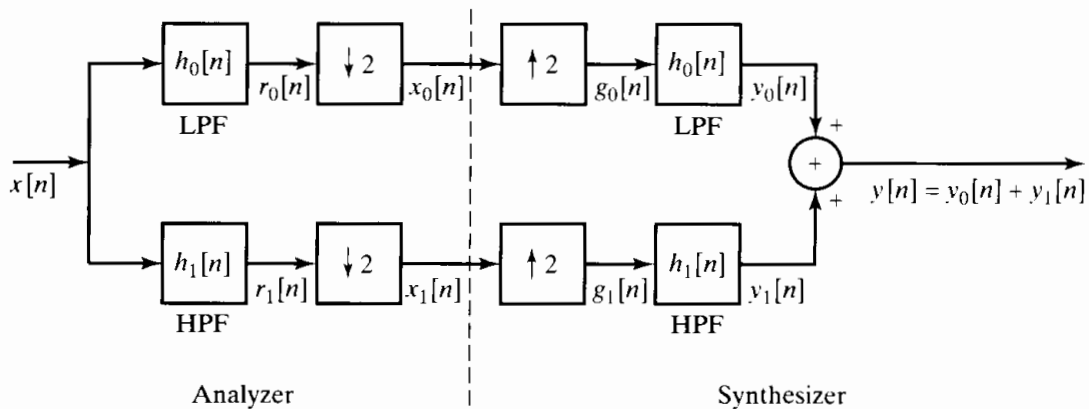 h₀[n] ↓ 2 ↑ 2 h₀[n]
r₀[n] x₀[n] g₀[n] y₀[n]
LPF LPF
+
x[n] + y[n] = y₀[n] + y₁[n]
+
h₁[n] ↓ 2 ↑ 2 h₁[n]
r₁[n] x₁[n] g₁[n] y₁[n]
HPF HPF
Analyzer Synthesizer